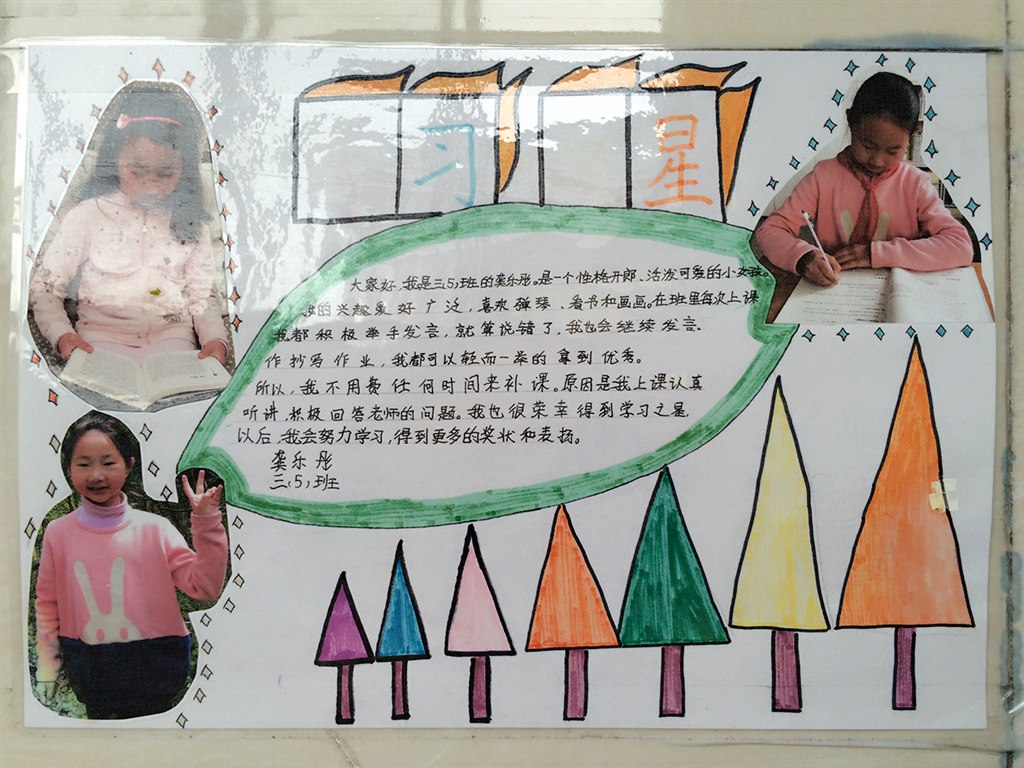 习 星
大家好,我是三(5)班的龚乐彤。是一个性格开郎、活泼可爱的小女孩。
我的兴趣爱好广泛,喜欢弹琴、看书和画画。在班里每次上课
我都积极举手发言,就算说错了,我也会继续发言、
作抄写作业,我都可以轻而一举的拿到优秀。
所以,我不用费任何时间来补课。原因是我上课认真
听讲,积极回答老师的问题。我也很荣幸得到学习之星,
以后,我会努力学习,得到更多的奖状和表扬。
龚乐彤
三(5)班